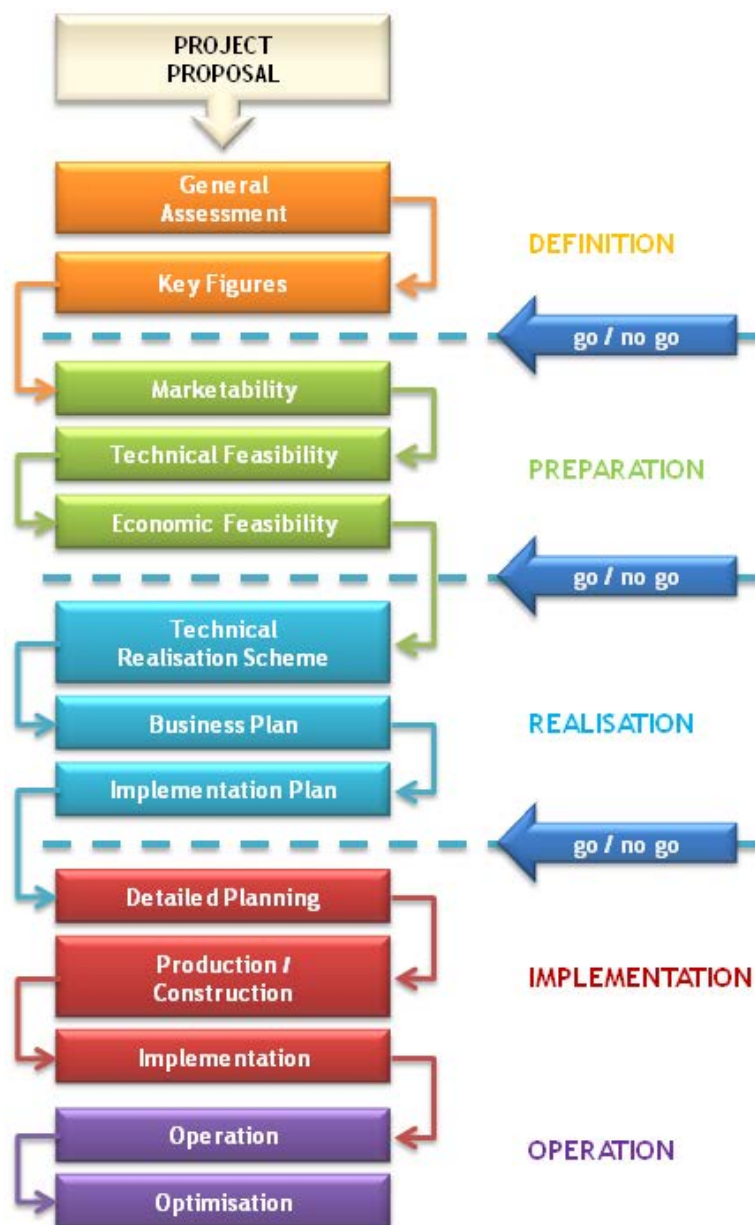 PROJECT
PROPOSAL
General
Assessment
DEFINITION
Key Figures
go / no go
Marketability
Technical Feasibility
PREPARATION
Economic Feasibility
go / no go
Technical
Realisation Scheme
Business Plan
REALISATION
Implementation Plan
go / no go
Detailed Planning
Production /
Construction
IMPLEMENTATION
Implementation
Operation
OPERATION
Optimisation